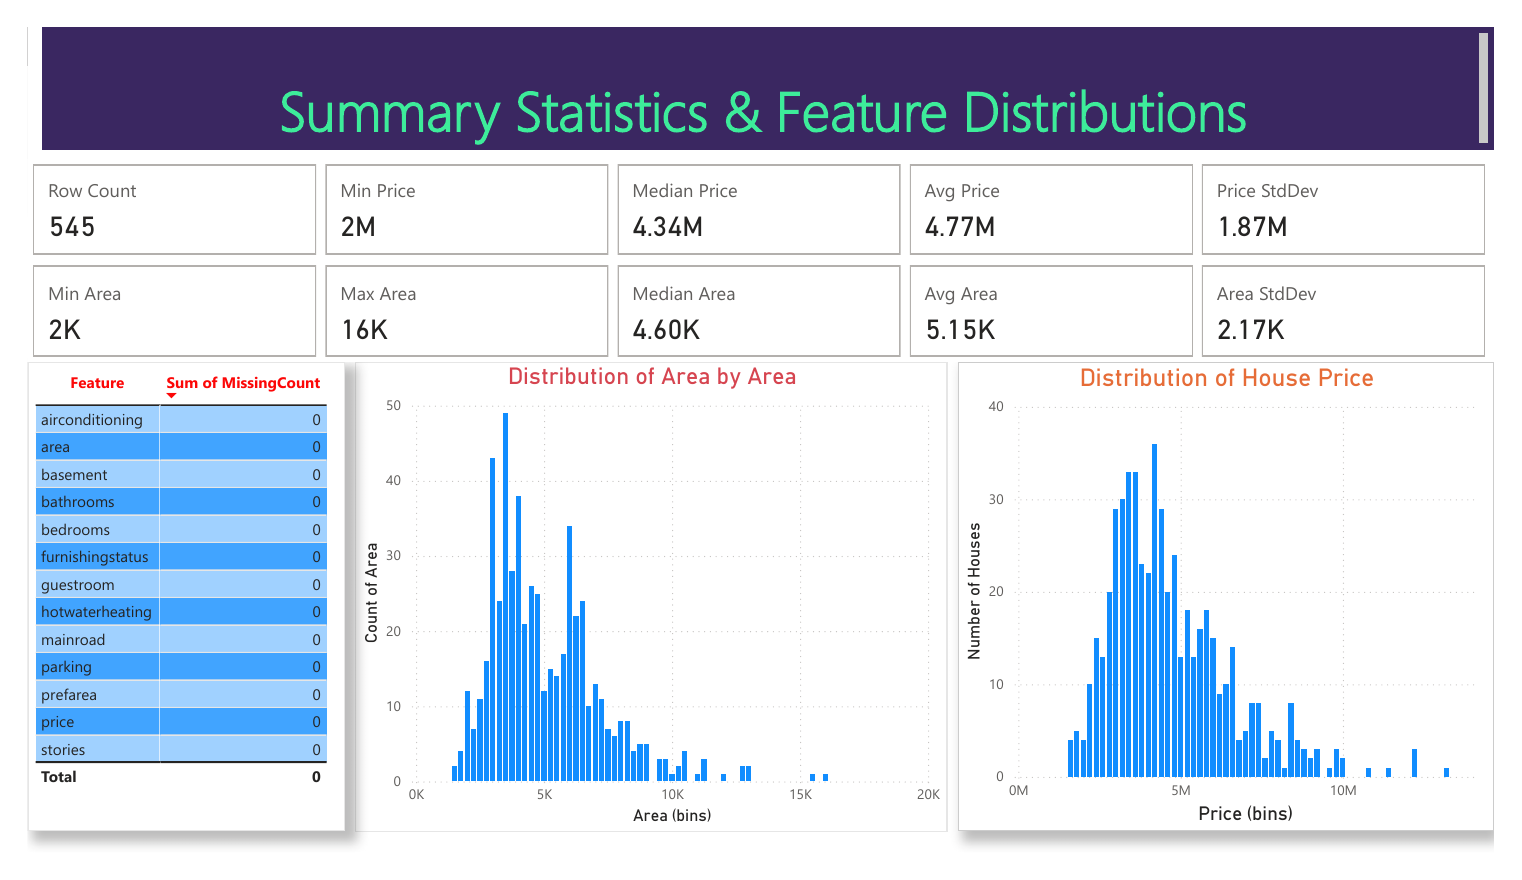 Summary Statistics & Feature Distributions
Row Count
545
Min Price
2M
Median Price
4.34M
Avg Price
4.77M
Price StdDev
1.87M
Min Area
2K
Max Area
16K
Median Area
4.60K
Avg Area
5.15K
Area StdDev
2.17K
Feature Sum of MissingCount
airconditioning 0
area 0
basement 0
bathrooms 0
bedrooms 0
furnishingstatus 0
guestroom 0
hotwaterheating 0
mainroad 0
parking 0
prefarea 0
price 0
stories 0
Total 0
Distribution of Area by Area
Count of Area
50
40
30
20
10
0
0K 5K 10K 15K 20K
Area (bins)
Distribution of House Price
Number of Houses
40
30
20
10
0
0M 5M 10M
Price (bins)